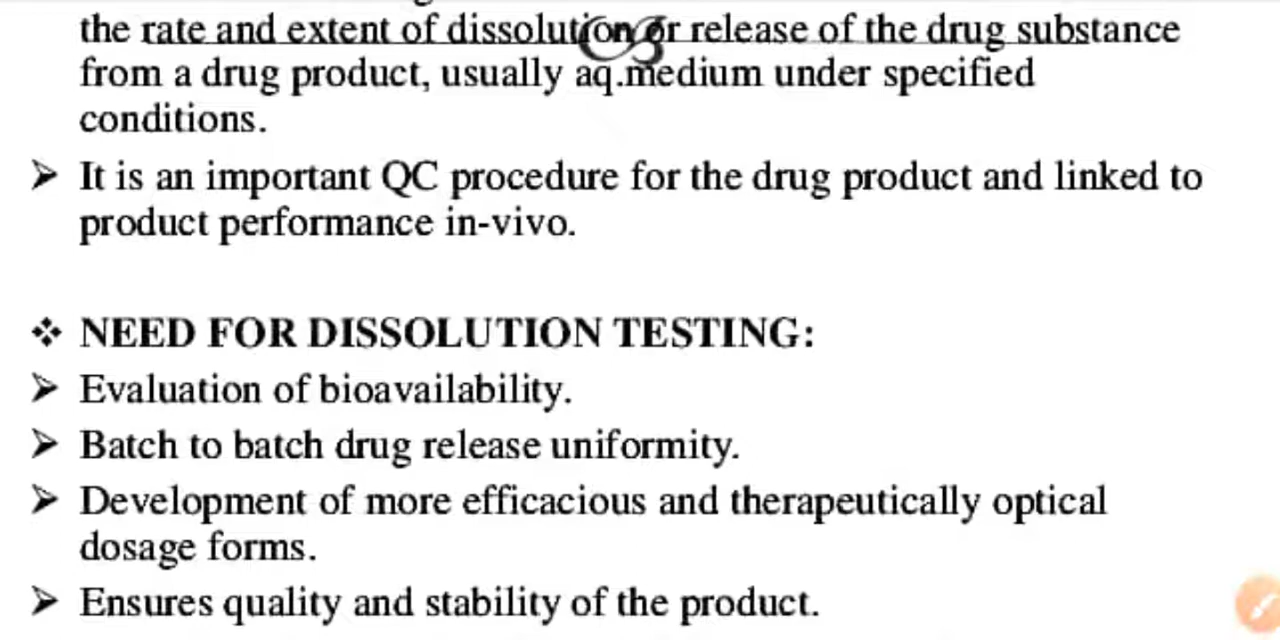 the rate and extent of dissolution or release of the drug substance
from a drug product, usually aq.medium under specified
conditions.
➤ It is an important QC procedure for the drug product and linked to
product performance in-vivo.
❖ NEED FOR DISSOLUTION TESTING:
➤ Evaluation of bioavailability.
➤ Batch to batch drug release uniformity.
➤ Development of more efficacious and therapeutically optical
dosage forms.
➤ Ensures quality and stability of the product.